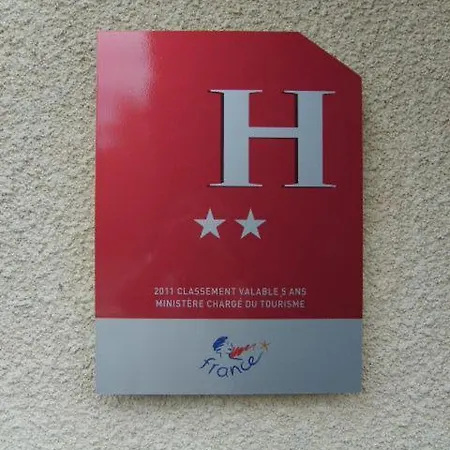 H
2011 CLASSEMENT VALABLE 5 ANS
MINISTÈRE CHARGÉ DU TOURISME
france